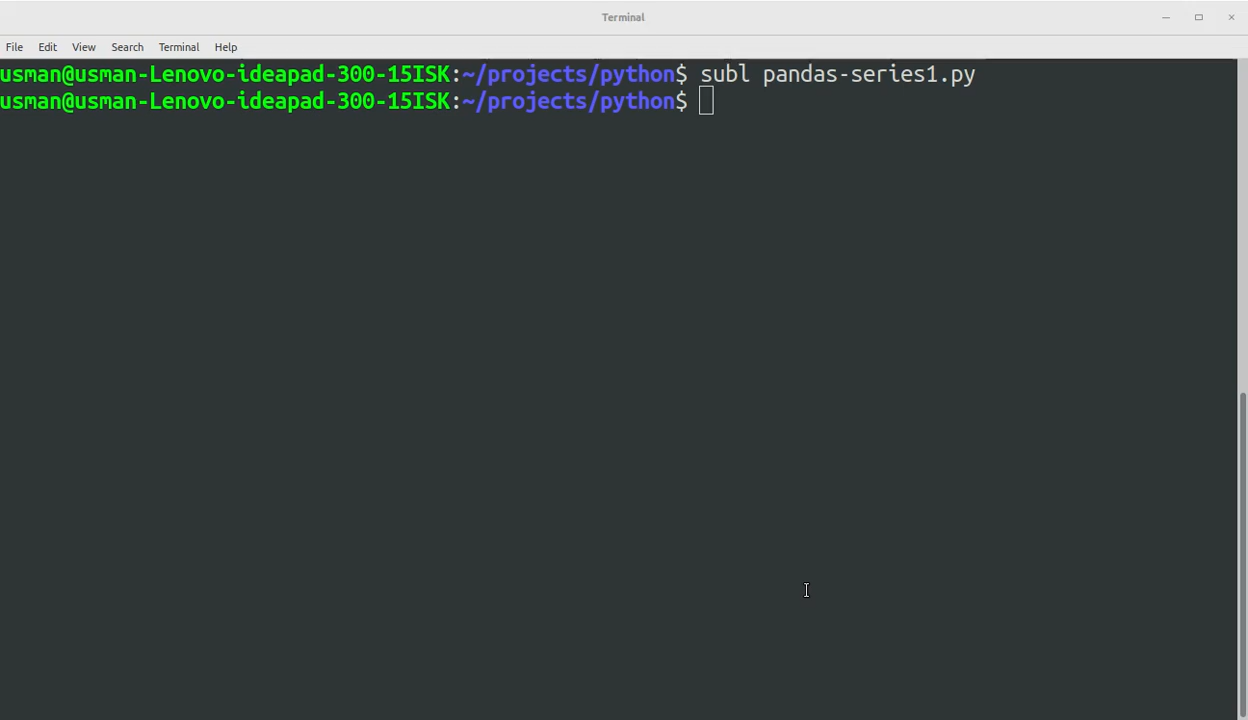 Terminal
File Edit View Search Terminal Help
usman@usman-Lenovo-ideapad-300-15ISK:~/projects/python$ subl pandas-series1.py
usman@usman-Lenovo-ideapad-300-15ISK:~/projects/python$